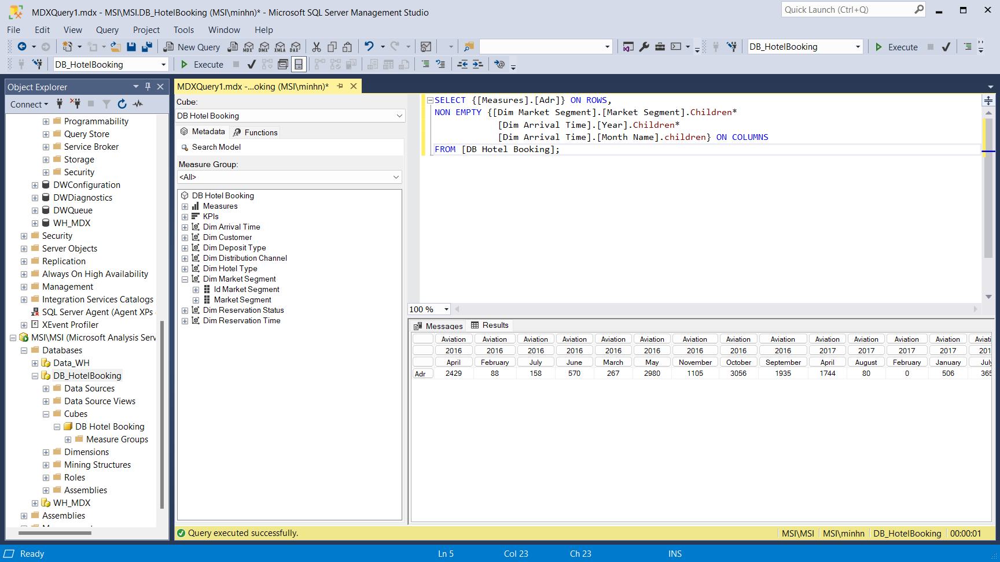 MDXQuery1.mdx - MSI\MSI.DB_HotelBooking (MSI\minhn)* - Microsoft SQL Server Management Studio
Quick Launch (Ctrl+Q)
File Edit View Query Project Tools Window Help
New Query MDX DMX XMLA DAX
DB_HotelBooking
Execute
DB_HotelBooking
Execute
Object Explorer
Connect
Programmability
Query Store
Service Broker
Storage
Security
DWConfiguration
DWDiagnostics
DWQueue
WH_MDX
Security
Server Objects
Replication
Always On High Availability
Management
Integration Services Catalogs
SQL Server Agent (Agent XPs
XEvent Profiler
MSI\MSI (Microsoft Analysis Serv
Databases
Data_WH
DB_HotelBooking
Data Sources
Data Source Views
Cubes
DB Hotel Booking
Measure Groups
Dimensions
Mining Structures
Roles
Assemblies
WH_MDX
Assemblies
MDXQuery1.mdx -...oking (MSI\minhn)*
Cube:
DB Hotel Booking
Metadata
Functions
Search Model
Measure Group:
<All>
DB Hotel Booking
Measures
KPIs
Dim Arrival Time
Dim Customer
Dim Deposit Type
Dim Distribution Channel
Dim Hotel Type
Dim Market Segment
Id Market Segment
Market Segment
Dim Reservation Status
Dim Reservation Time
SELECT {[Measures].[Adr]} ON ROWS,
NON EMPTY {[Dim Market Segment].[Market Segment].Children*
[Dim Arrival Time].[Year].Children*
[Dim Arrival Time].[Month Name].children} ON COLUMNS
FROM [DB Hotel Booking];
100 %
Messages
Results
Aviation Aviation Aviation Aviation Aviation Aviation Aviation Aviation Aviation Aviation Aviation Aviation Aviation Aviati
2016 2016 2016 2016 2016 2016 2016 2016 2016 2017 2017 2017 2017 201
April February July June March May November October September April August February January July
Adr 2429 88 158 570 267 2980 1105 3056 1935 1744 80 0 506 365
Query executed successfully.
MSI\MSI MSI\minhn DB_HotelBooking 00:00:01
Ready Ln 5 Col 23 Ch 23 INS